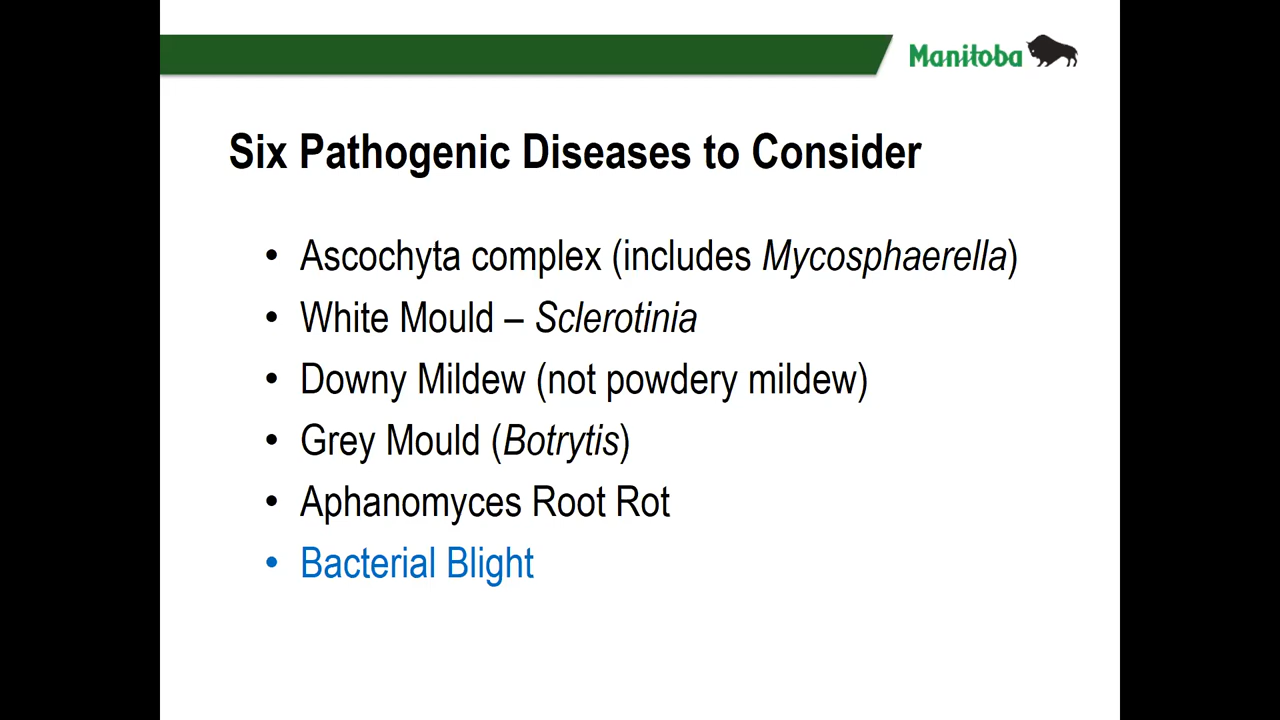 Manitoba
Six Pathogenic Diseases to Consider
• Ascochyta complex (includes Mycosphaerella)
• White Mould – Sclerotinia
• Downy Mildew (not powdery mildew)
• Grey Mould (Botrytis)
• Aphanomyces Root Rot
• Bacterial Blight